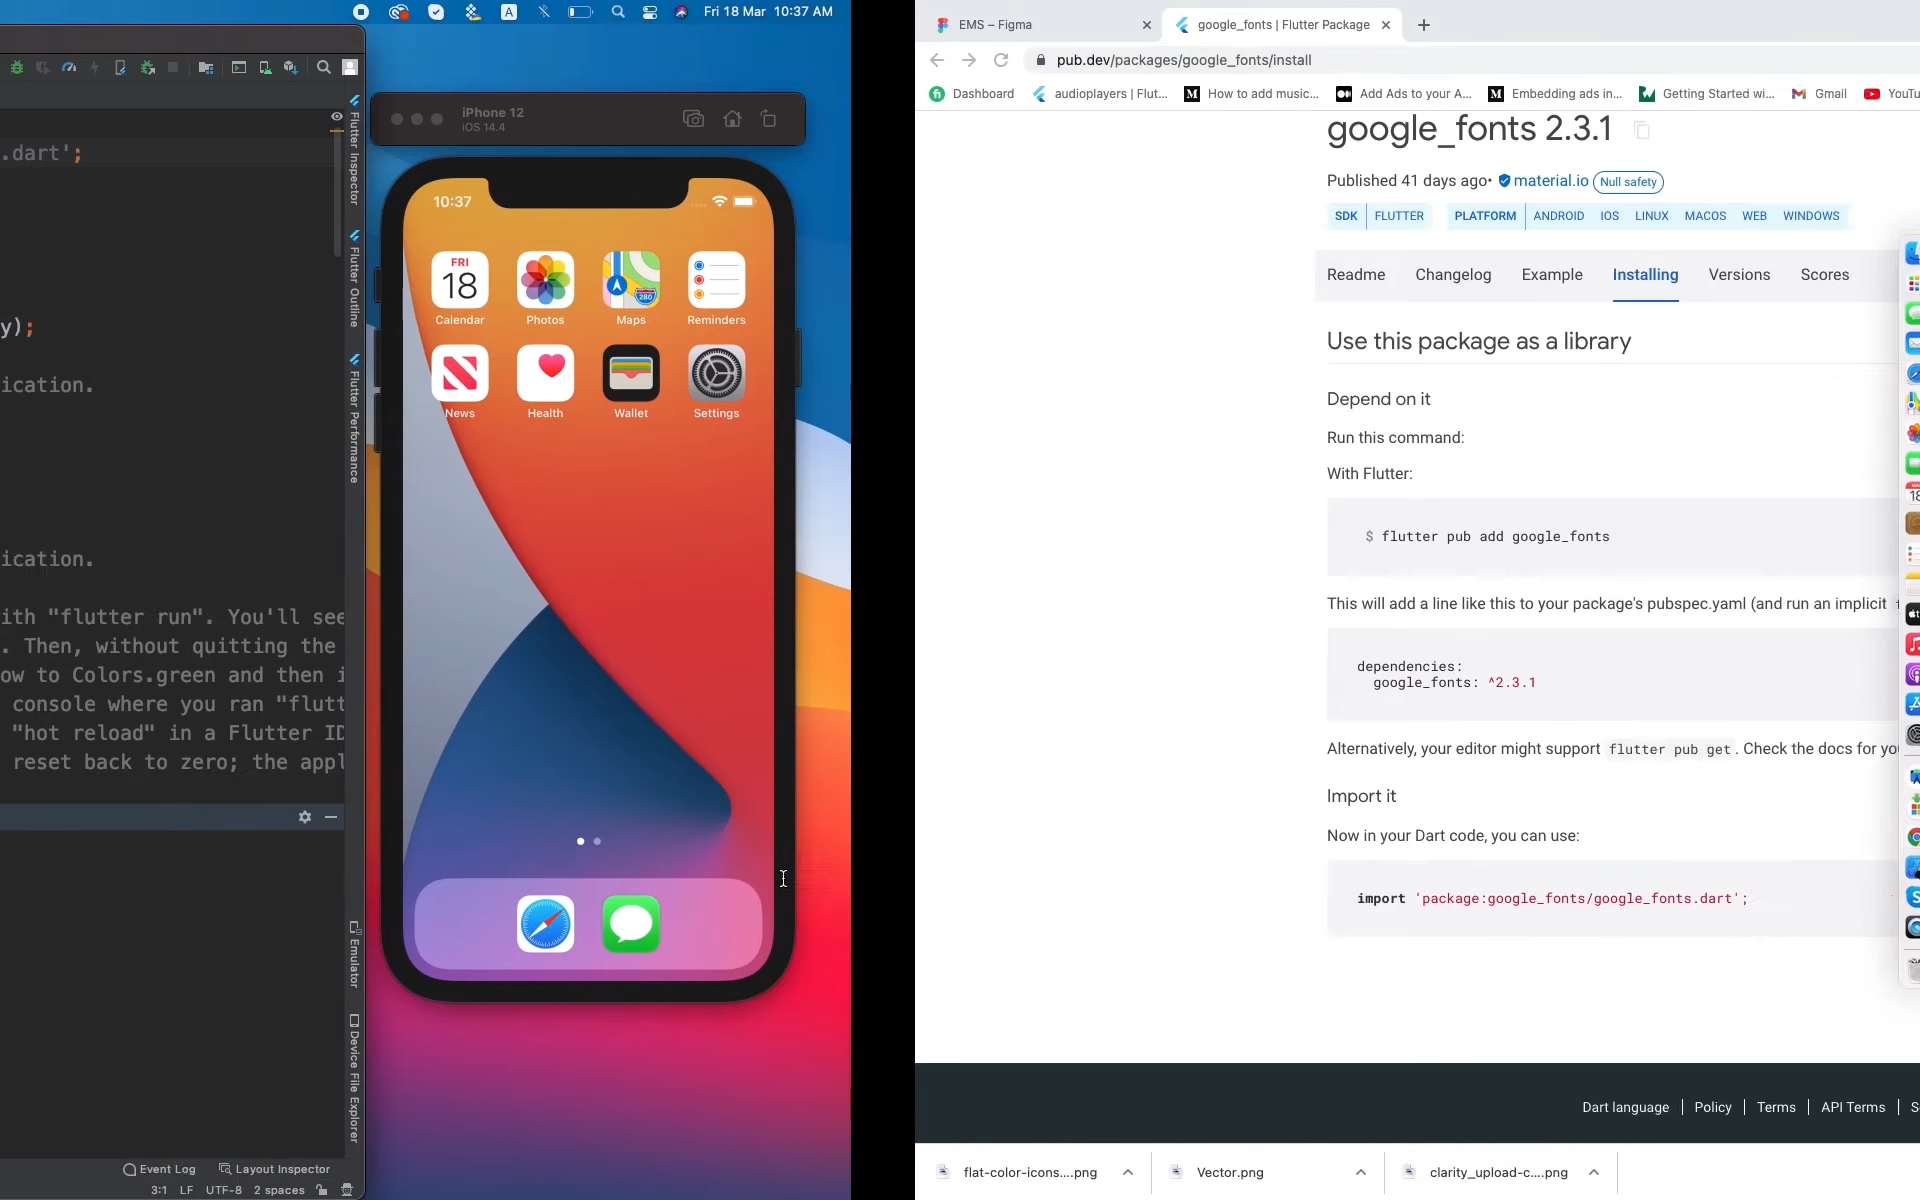 A
Fri 18 Mar 10:37 AM
.dart';
y);
ication.
ication.
ith "flutter run". You'll see
. Then, without quitting the
ow to Colors.green and then i
console where you ran "flutt
"hot reload" in a Flutter ID
reset back to zero; the appl
Flutter Inspector
Flutter Outline
Flutter Performance
Emulator
Device File Explorer
Event Log
Layout Inspector
3:1 LF UTF-8 2 spaces
iPhone 12
iOS 14.4
10:37
FRI
18
280
Calendar Photos Maps Reminders
News Health Wallet Settings
EMS – Figma
google_fonts | Flutter Package
pub.dev/packages/google_fonts/install
Dashboard
audioplayers | Flut...
How to add music...
Add Ads to your A...
Embedding ads in...
Getting Started wi...
Gmail
YouTu
google_fonts 2.3.1
Published 41 days ago• material.io Null safety
SDK FLUTTER PLATFORM ANDROID IOS LINUX MACOS WEB WINDOWS
Readme Changelog Example Installing Versions Scores
Use this package as a library
Depend on it
Run this command:
With Flutter:
$ flutter pub add google_fonts
This will add a line like this to your package's pubspec.yaml (and run an implicit
dependencies:
google_fonts: ^2.3.1
Alternatively, your editor might support flutter pub get. Check the docs for yo
Import it
Now in your Dart code, you can use:
import 'package:google_fonts/google_fonts.dart';
Dart language Policy Terms API Terms S
flat-color-icons....png
Vector.png
clarity_upload-c....png